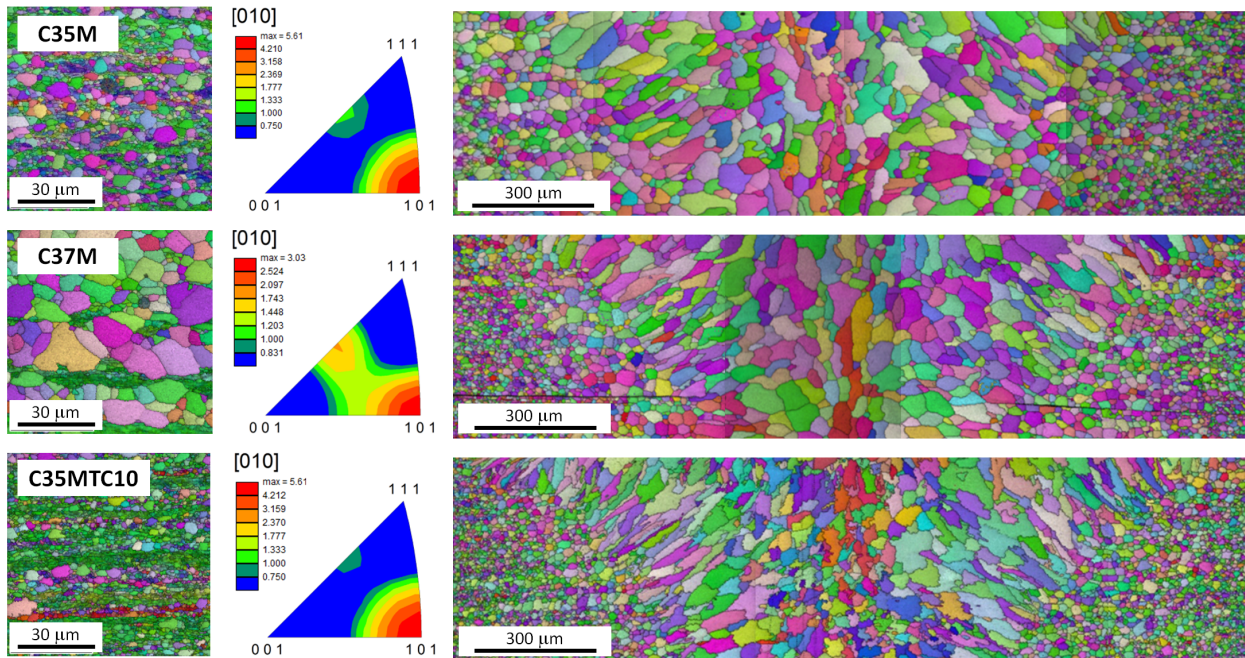 C35M
30 µm
[010]
max = 5.61
4.210
3.158
2.369
1.777
1.333
1.000
0.750
1 1 1
0 0 1
1 0 1
300 µm
C37M
30 µm
[010]
max = 3.03
2.524
2.097
1.743
1.448
1.203
1.000
0.831
1 1 1
0 0 1
1 0 1
300 µm
C35MTC10
30 µm
[010]
max = 5.61
4.212
3.159
2.370
1.777
1.333
1.000
0.750
1 1 1
0 0 1
1 0 1
300 µm